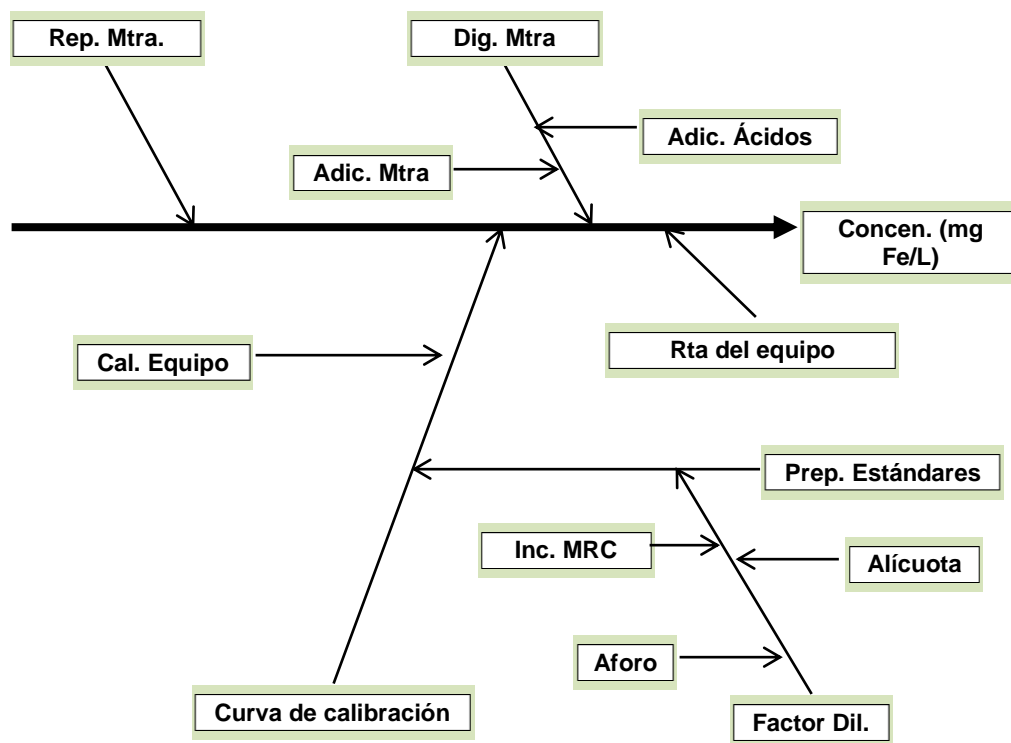 Rep. Mtra.
Dig. Mtra
Adic. Ácidos
Adic. Mtra
Concen. (mg
Fe/L)
Cal. Equipo
Rta del equipo
Prep. Estándares
Inc. MRC
Alícuota
Aforo
Curva de calibración
Factor Dil.